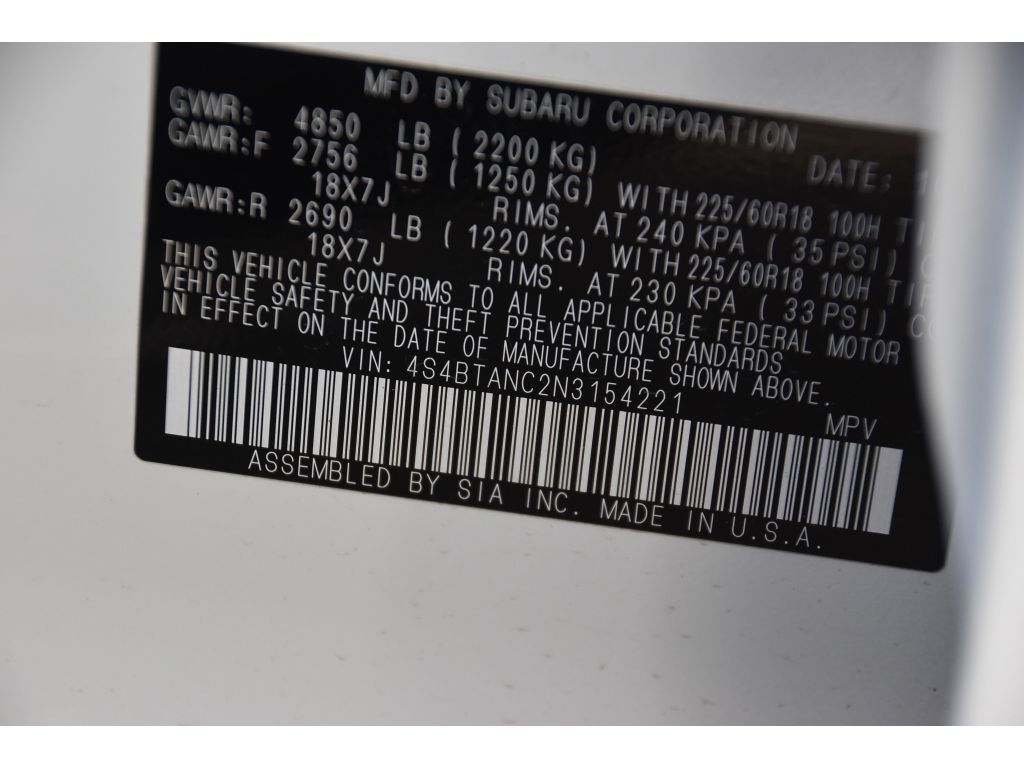 MFD BY SUBARU CORPORATION
DATE:
GVWR: 4850 LB ( 2200 KG)
GAWR:F 2756 LB ( 1250 KG) WITH 225/60R18 100H
18X7J RIMS. AT 240 KPA ( 35 PSI)
GAWR:R 2690 LB ( 1220 KG) WITH 225/60R18 100H
18X7J RIMS. AT 230 KPA ( 33 PSI)
THIS VEHICLE CONFORMS TO ALL APPLICABLE FEDERAL MOTOR
VEHICLE SAFETY AND THEFT PREVENTION STANDARDS
IN EFFECT ON THE DATE OF MANUFACTURE SHOWN ABOVE.
VIN: 4S4BTANC2N3154221
MPV
ASSEMBLED BY SIA INC. MADE IN U.S.A.